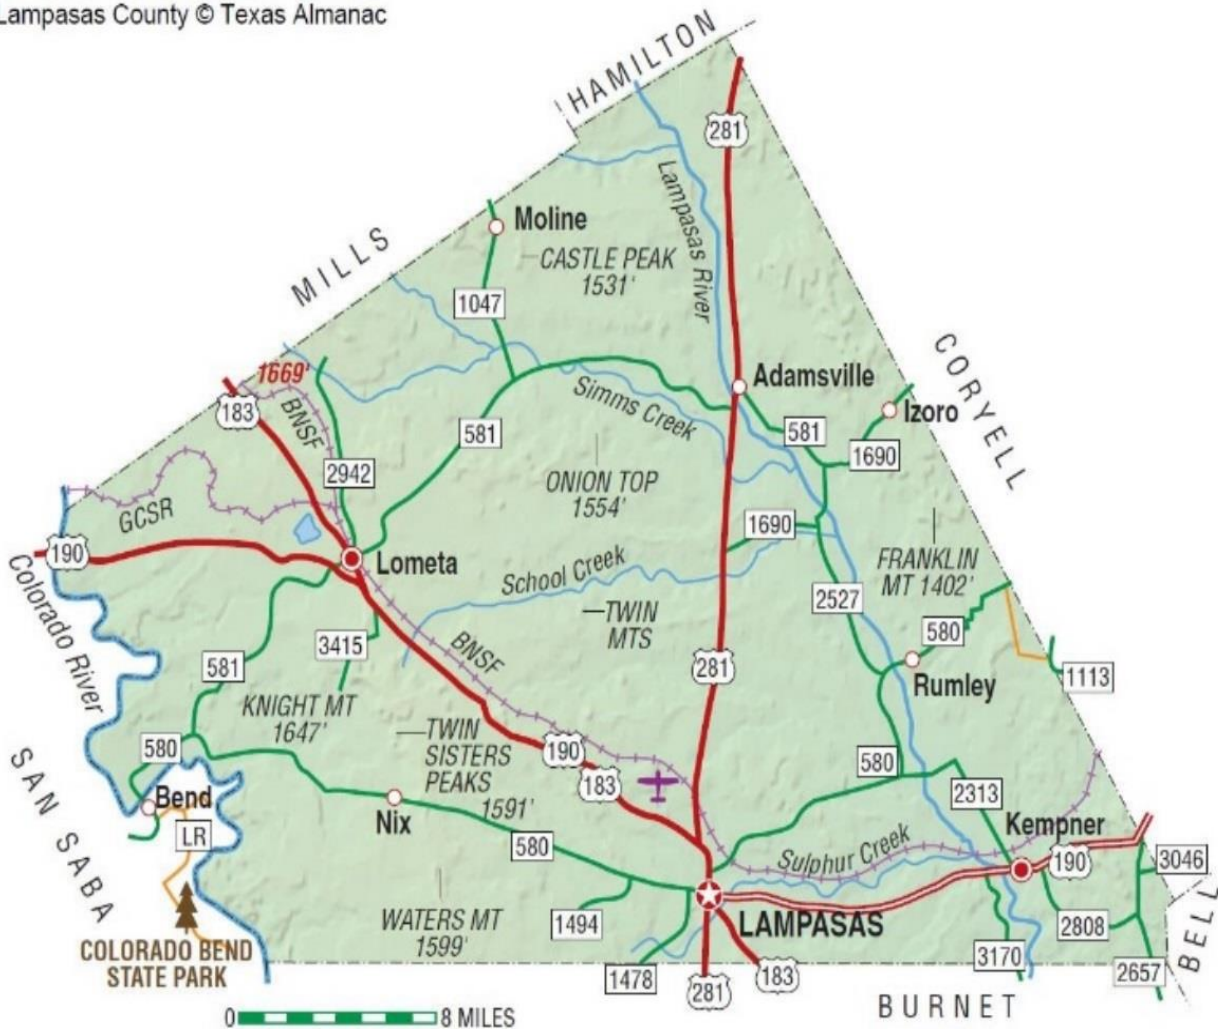 Lampasas County © Texas Almanac
HAMILTON
281
Lampasas River
Moline
CASTLE PEAK
1531'
MILLS
1047
CORYELL
1669'
183
BNSF
Adamsville
Izoro
Simms Creek
581
581
1690
2942
ONION TOP
1554'
GCSR
1690
190
Lometa
School Creek
FRANKLIN
MT 1402'
Colorado River
2527
TWIN
MTS
580
3415
BNSF
581
281
Rumley
1113
KNIGHT MT
1647'
TWIN
SISTERS
PEAKS
1591'
580
190
183
580
2313
SAN SABA
Bend
LR
Nix
580
Kempner
Sulphur Creek
190
3046
1494
WATERS MT
1599'
LAMPASAS
2808
BELL
COLORADO BEND
STATE PARK
1478
281
183
3170
2657
BURNET
0
8 MILES